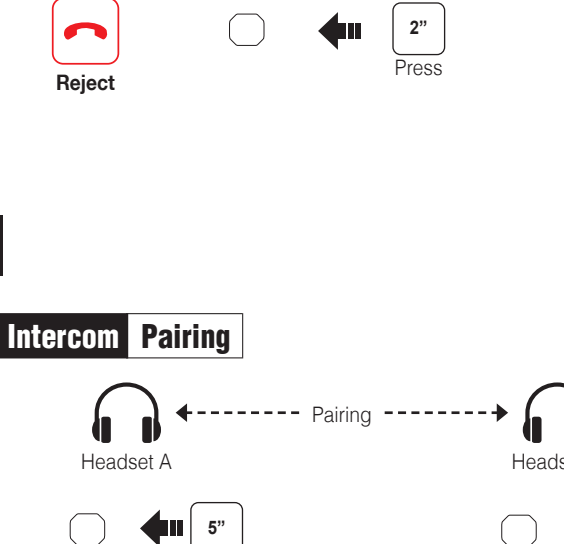 2”
Press
Reject
Intercom Pairing
Pairing
Headset A
5”